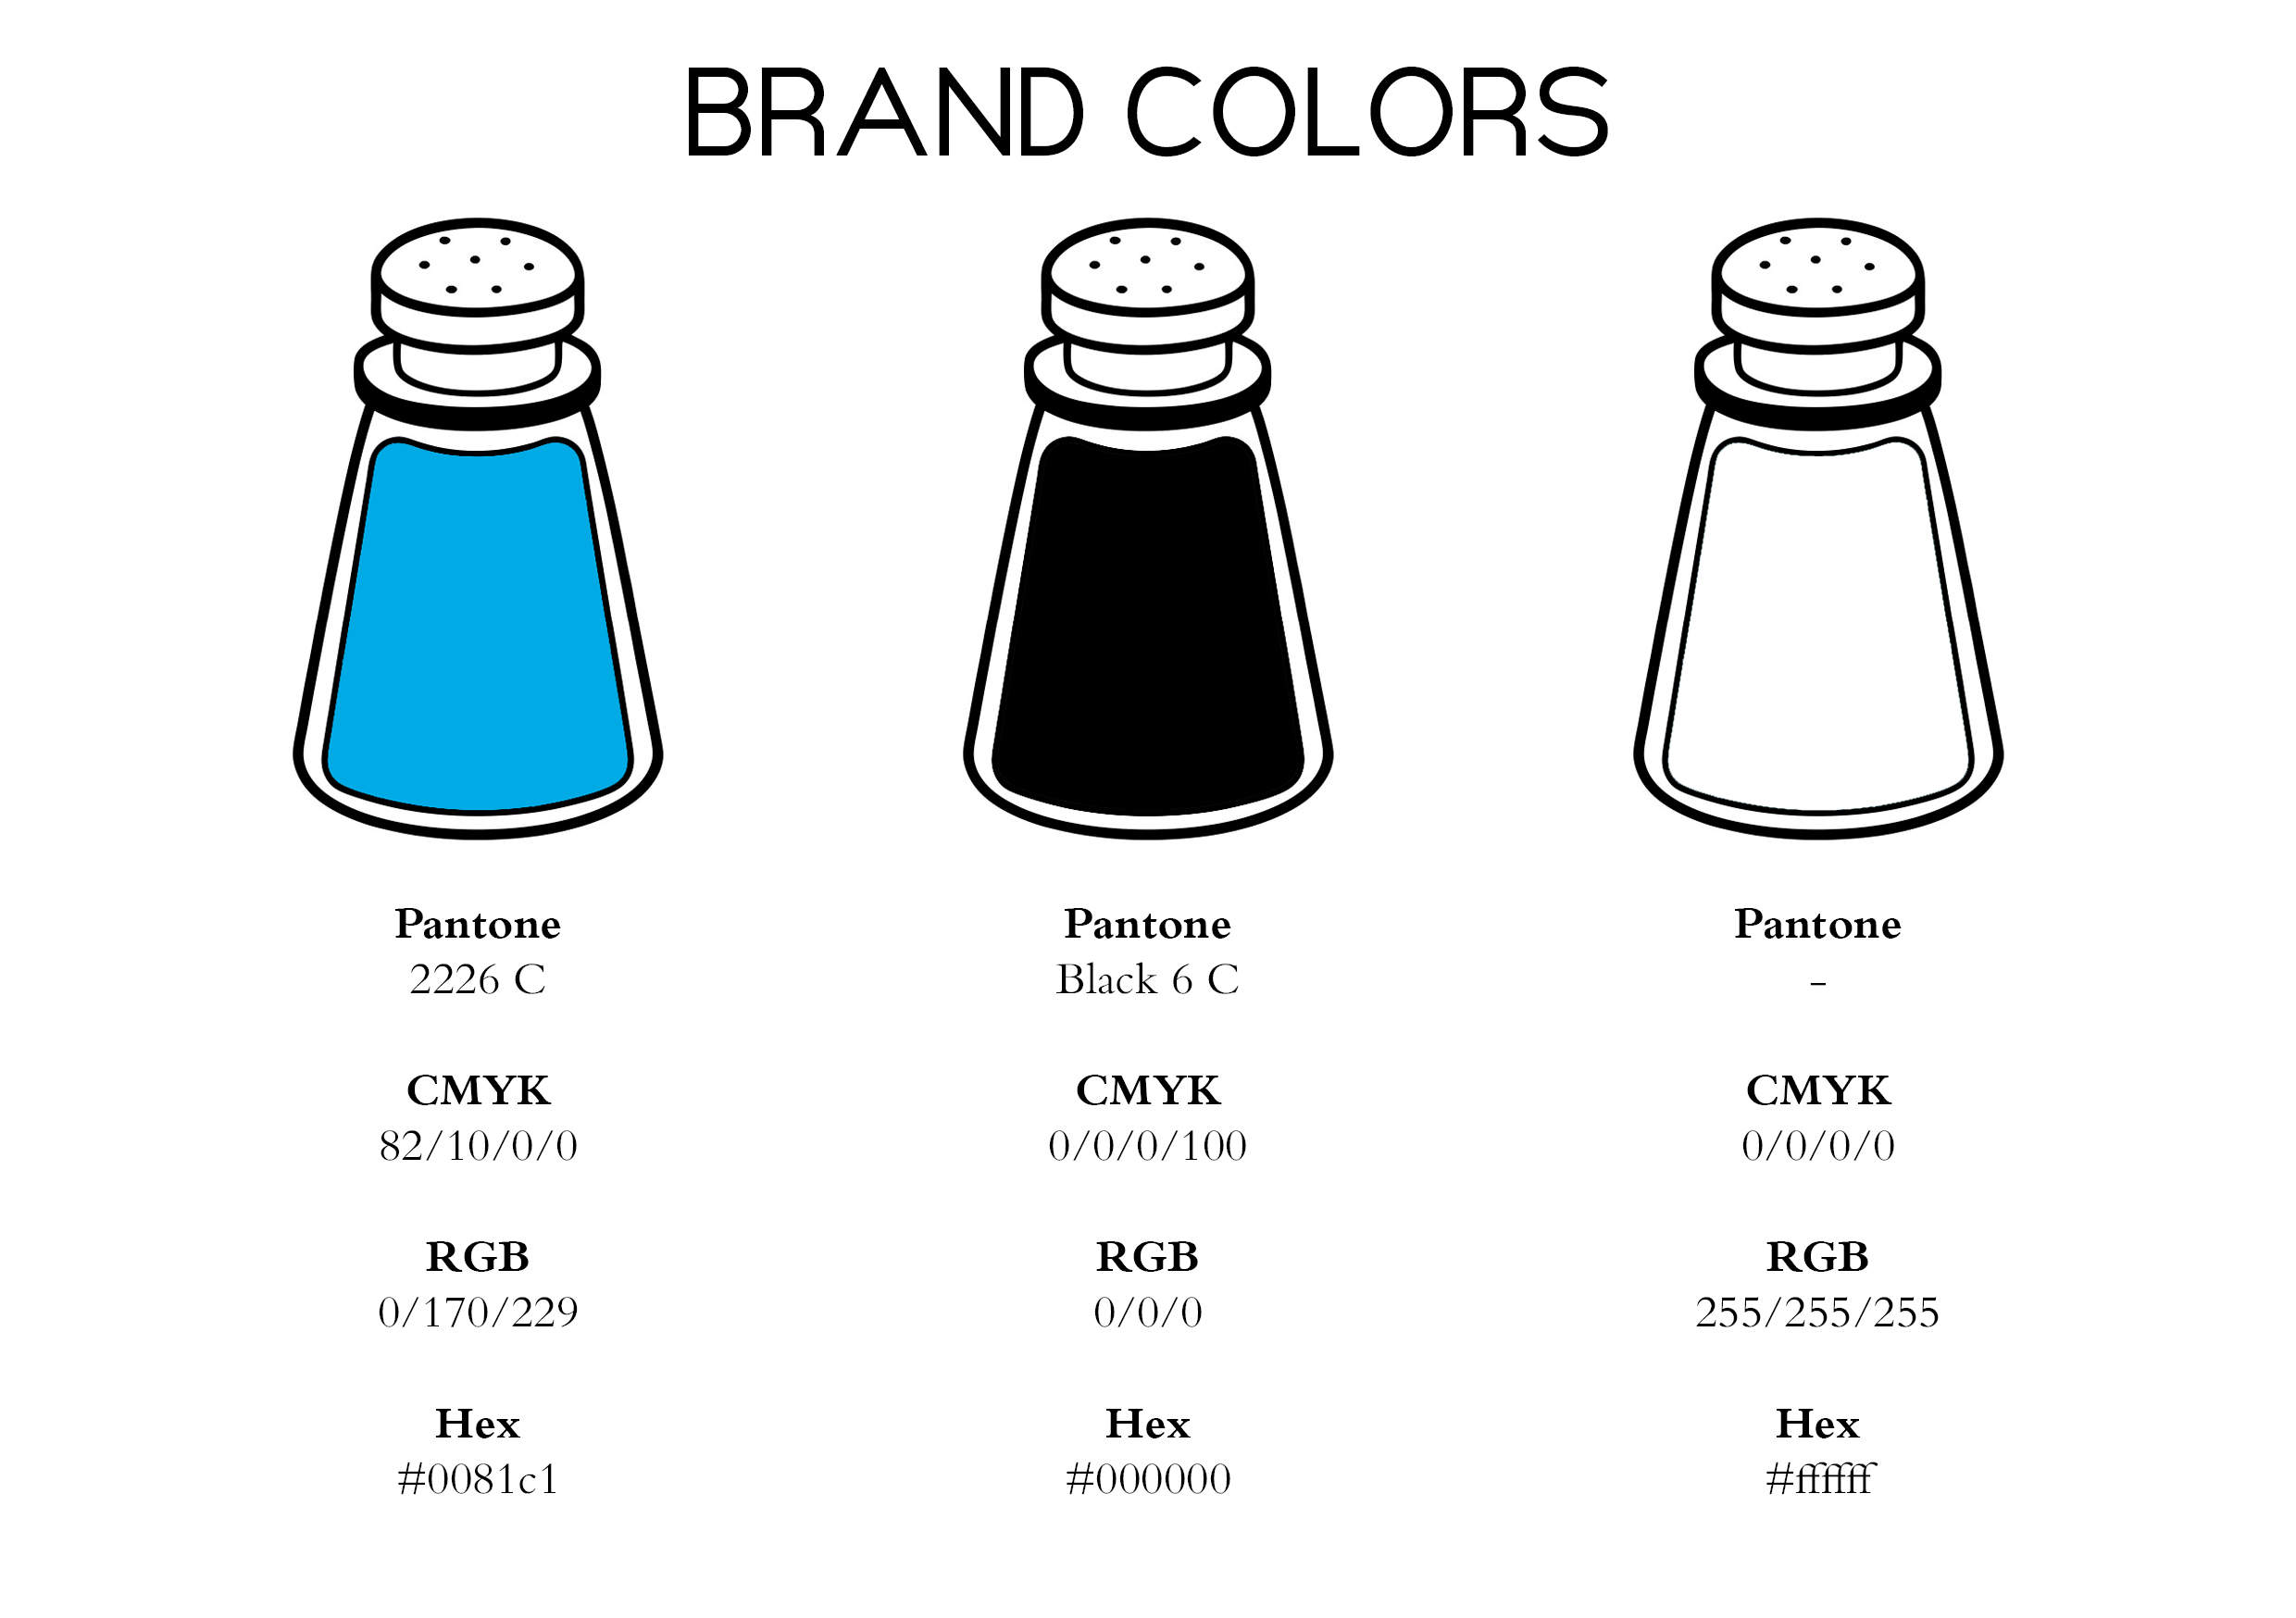 BRAND COLORS
Pantone
2226 C
CMYK
82/10/0/0
RGB
0/170/229
Hex
#0081c1
Pantone
Black 6 C
CMYK
0/0/0/100
RGB
0/0/0
Hex
#000000
Pantone
-
CMYK
0/0/0/0
RGB
255/255/255
Hex
#ffffff